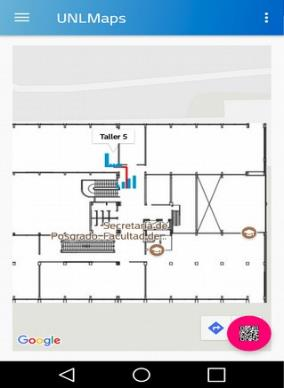 UNLMaps
Taller 5
Secretaría de
Posgrado-Facultad de...
Google